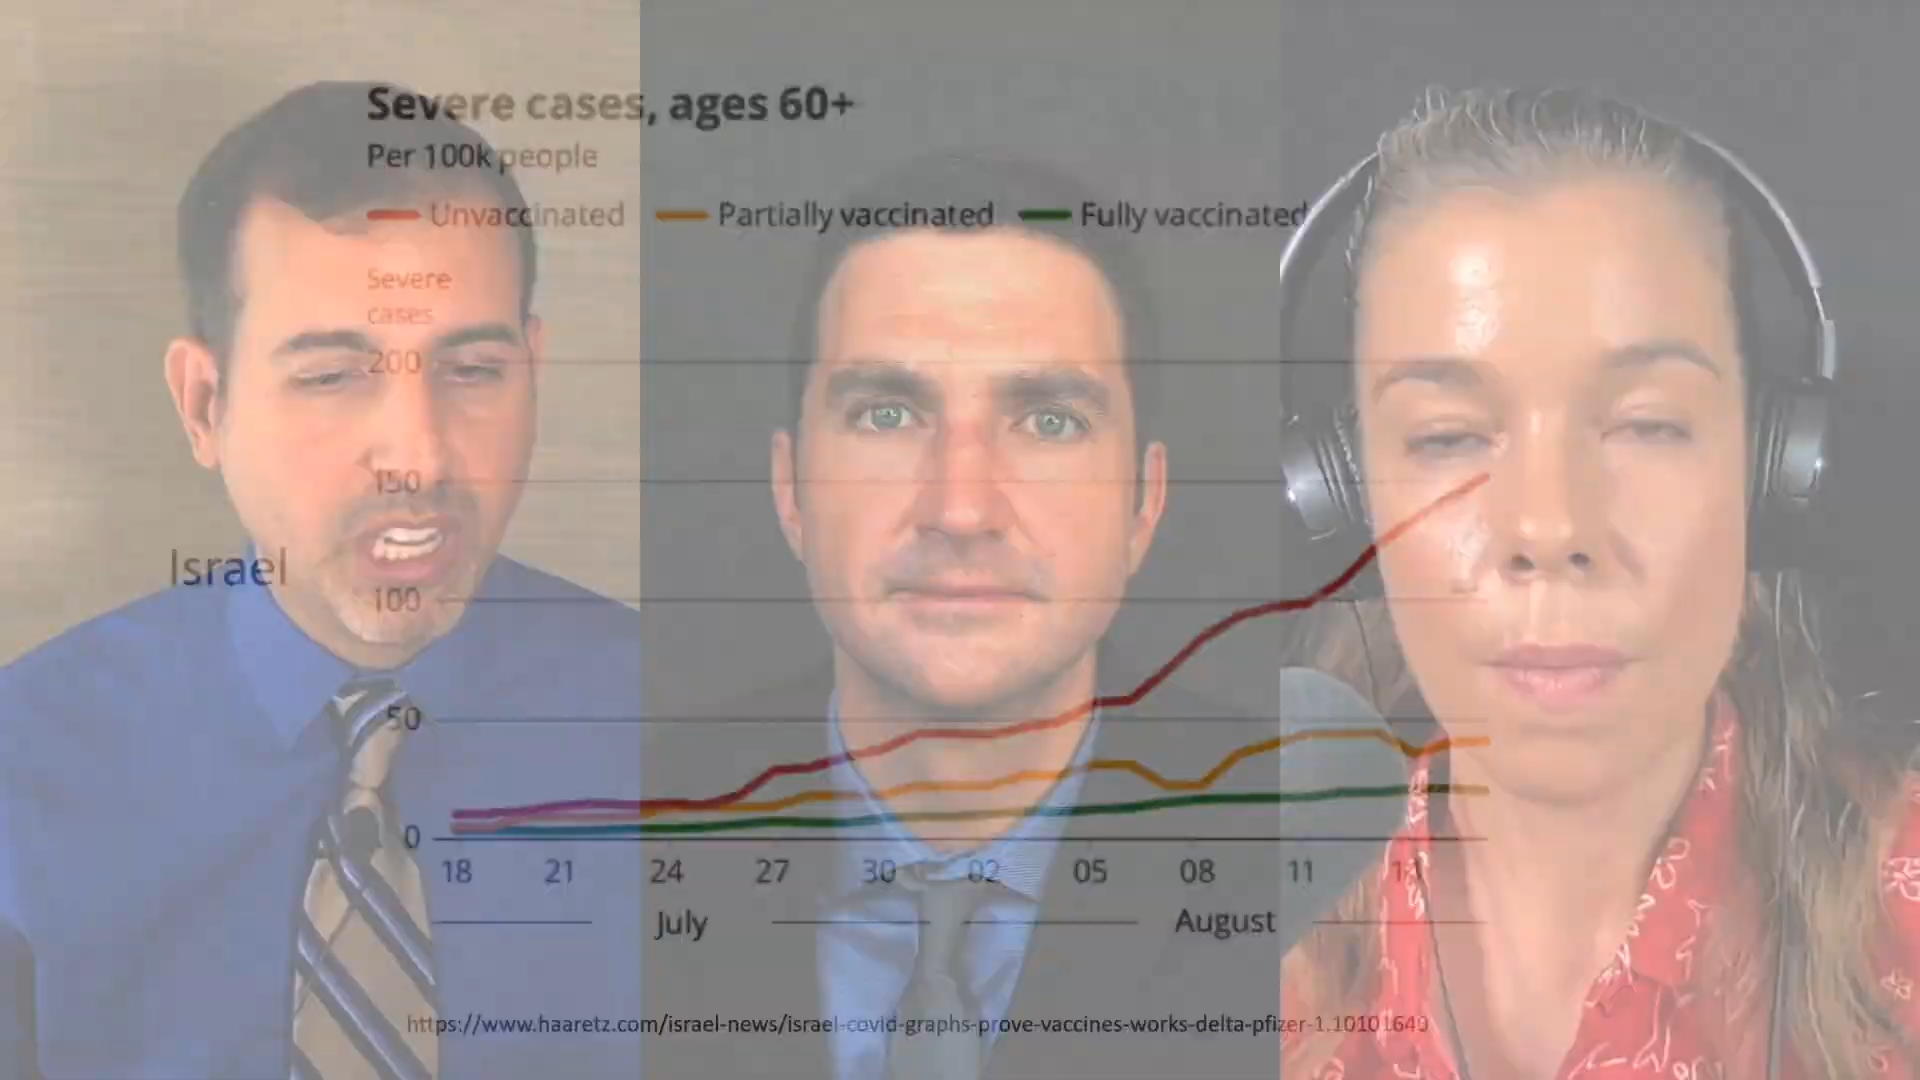 Severe cases, ages 60+
Per 100k people
Unvaccinated Partially vaccinated Fully vaccinated
Severe
cases
200
150
Israel
100
50
0
18 21 24 27 30 02 05 08 11 14
July August
https://www.haaretz.com/israel-news/israel-covid-graphs-prove-vaccines-works-delta-pfizer-1.10101640